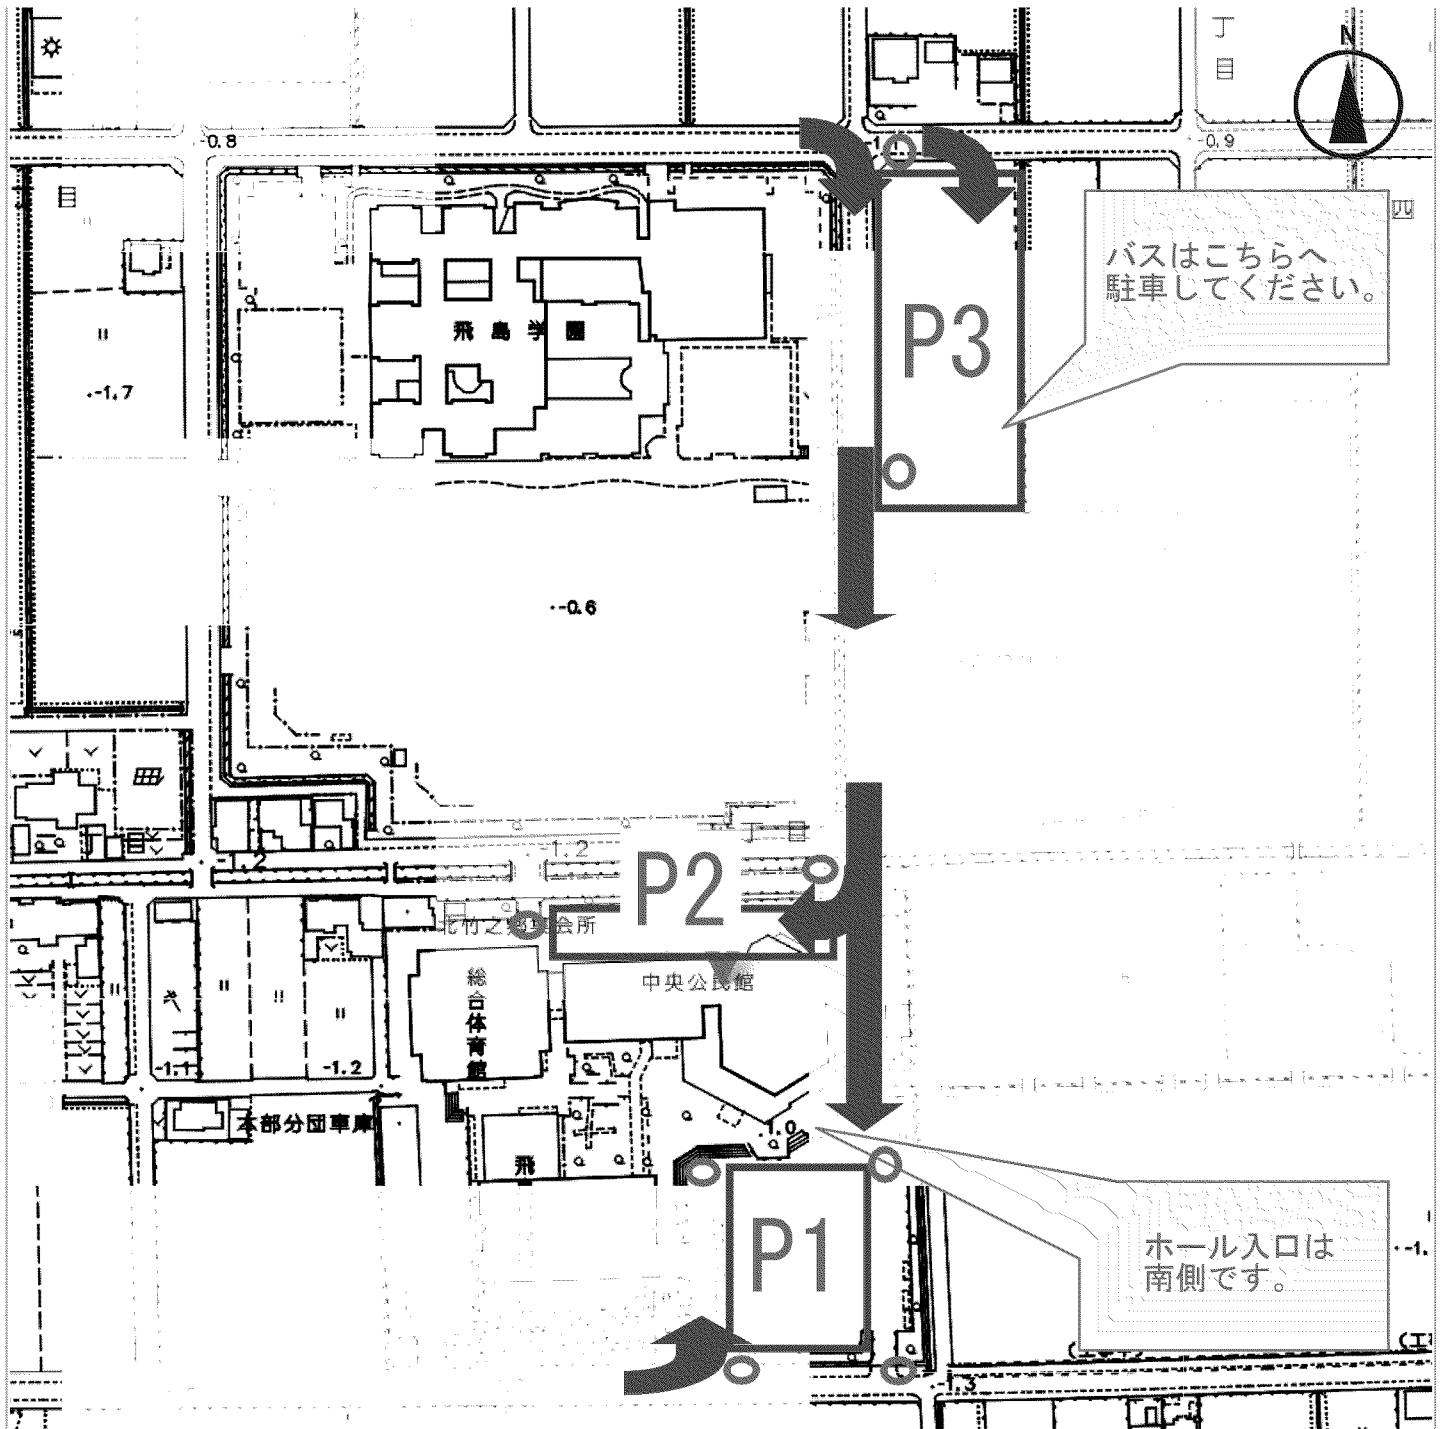 丁
目
N
-0.8
-0.9
目
四
バスはこちらへ
駐車してください。
P3
飛島学園
-1.7
-0.6
丁目
-1.2
-1.2
P2
北竹之郷
会所
総合体育館
中央公民館
-1.1
-1.2
本部分団車庫
-1.0
飛
P1
ホール入口は
南側です。
-1.
-1.3